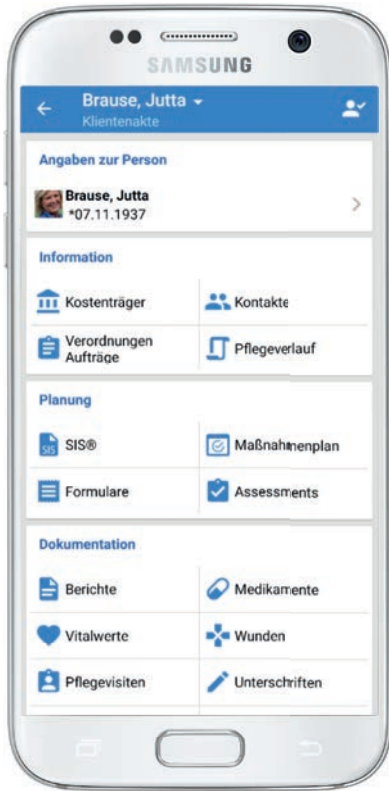 SAMSUNG
Brause, Jutta
Klientenakte
Angaben zur Person
Brause, Jutta
*07.11.1937
Information
Kostenträger
Kontakte
Verordnungen
Aufträge
Pflegeverlauf
Planung
SIS
SIS®
Maßnahmenplan
Formulare
Assessments
Dokumentation
Berichte
Medikamente
Vitalwerte
Wunden
Pflegevisiten
Unterschriften